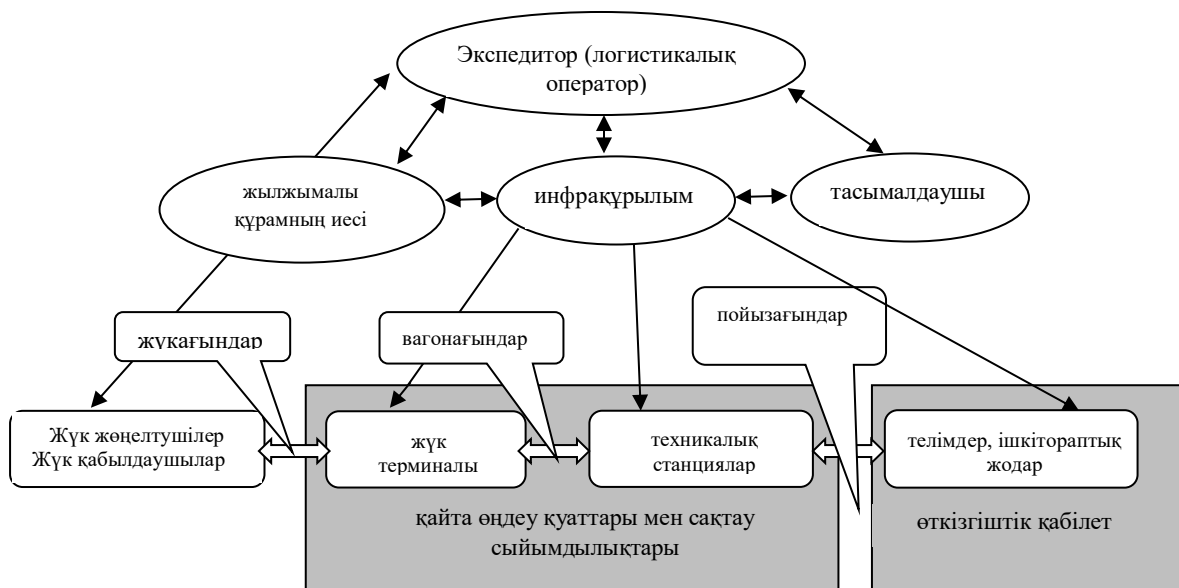 Экспедитор (логистикалық
оператор)
жылжымалы
құрамның иесі
инфрақұрылым
тасымалдаушы
жүкағындар
вагонағындар
пойызағындар
Жүк жөңелтушілер
Жүк қабылдаушылар
жүк
терминалы
техникалық
станциялар
телімдер, ішкітораптық
жодар
қайта өңдеу қуаттары мен сақтау
сыйымдылықтары
өткізгіштік қабілет